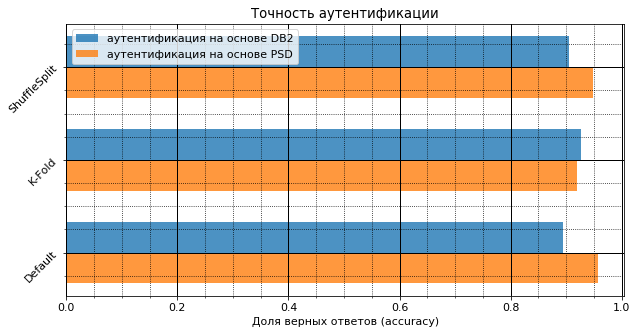 Точность аутентификации
аутентификация на основе DB2
аутентификация на основе PSD
ShuffleSplit
K-Fold
Default
0.0 0.2 0.4 0.6 0.8 1.0
Доля верных ответов (accuracy)